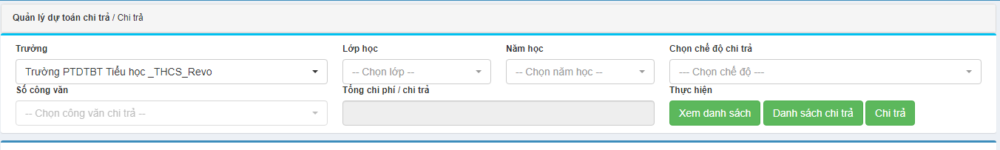 Quản lý dự toán chi trả / Chi trả
Trường Lớp học Năm học Chọn chế độ chi trả
Trường PTDTBT Tiểu học _THCS_Revo -- Chọn lớp -- -- Chọn năm học -- --- Chọn chế độ ---
Số công văn Tổng chi phí / chi trả Thực hiện
-- Chọn công văn chi trả -- Xem danh sách Danh sách chi trả Chi trả